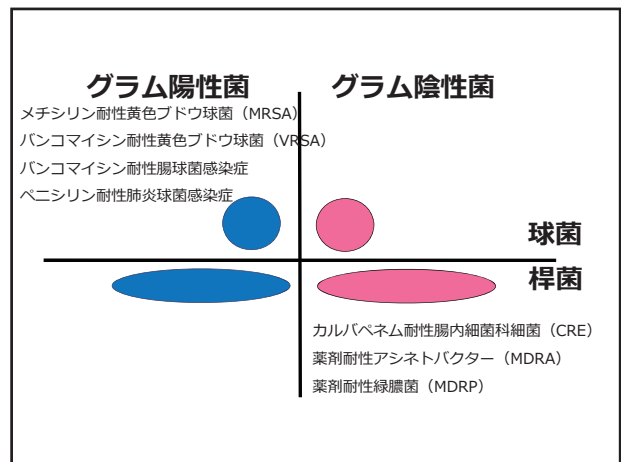 グラム陽性菌
グラム陰性菌
メチシリン耐性黄色ブドウ球菌（MRSA）
バンコマイシン耐性黄色ブドウ球菌（VRSA）
バンコマイシン耐性腸球菌感染症
ペニシリン耐性肺炎球菌感染症
球菌
桿菌
カルバペネム耐性腸内細菌科細菌（CRE）
薬剤耐性アシネトバクター（MDRA）
薬剤耐性緑膿菌（MDRP）